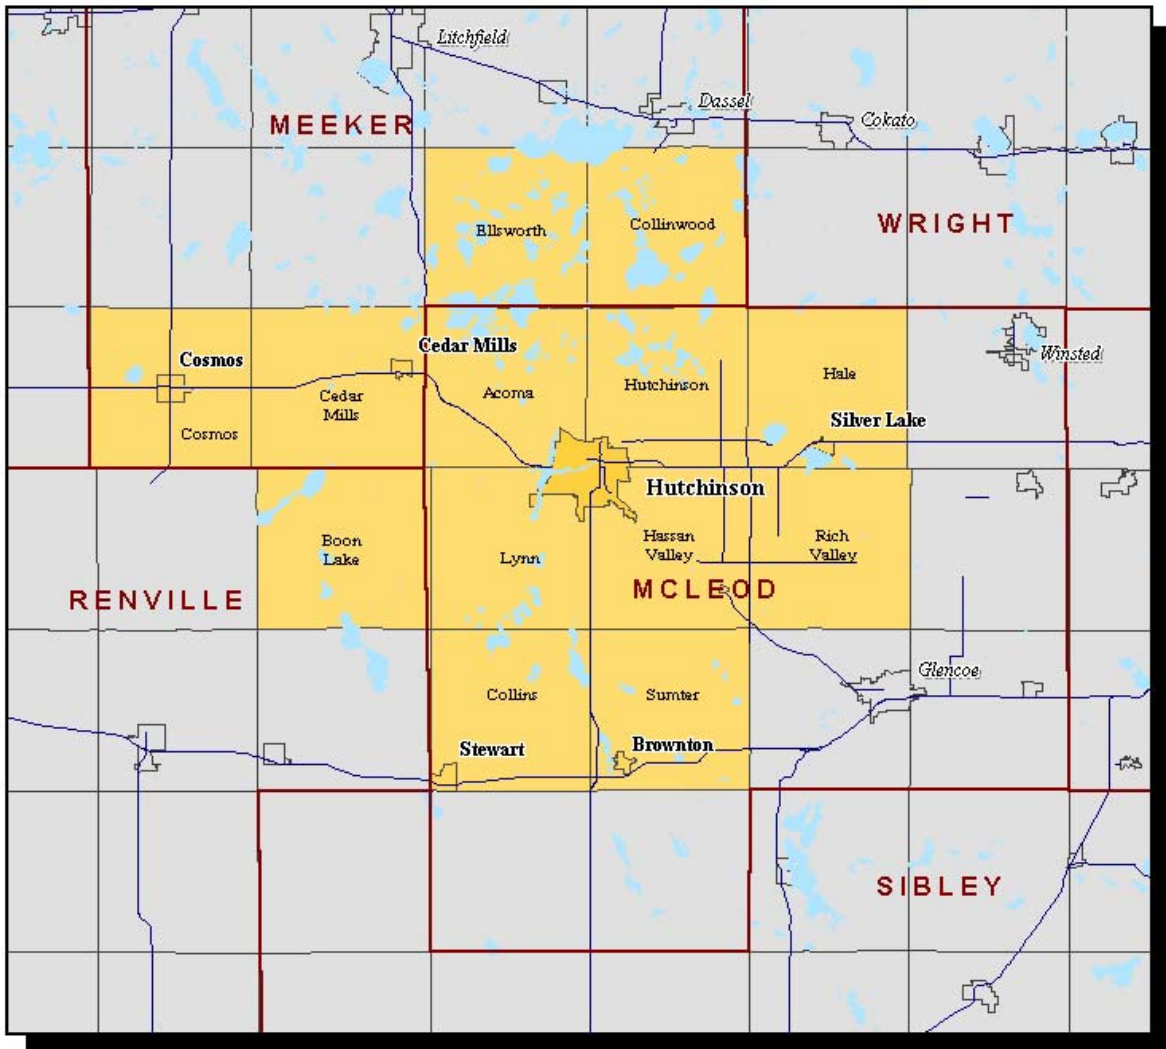 Litchfield
Dassel
Cokato
MEEKER
WRIGHT
Ellsworth
Collinwood
Cedar Mills
Winsted
Cosmos
Hutchinson
Hale
Acoma
Cedar
Mills
Silver Lake
Cosmos
Hutchinson
Boon
Lake
Lynn
Hassan
Valley
Rich
Valley
MCLEOD
RENVILLE
Glencoe
Collins
Sumter
Stewart
Brownton
SIBLEY